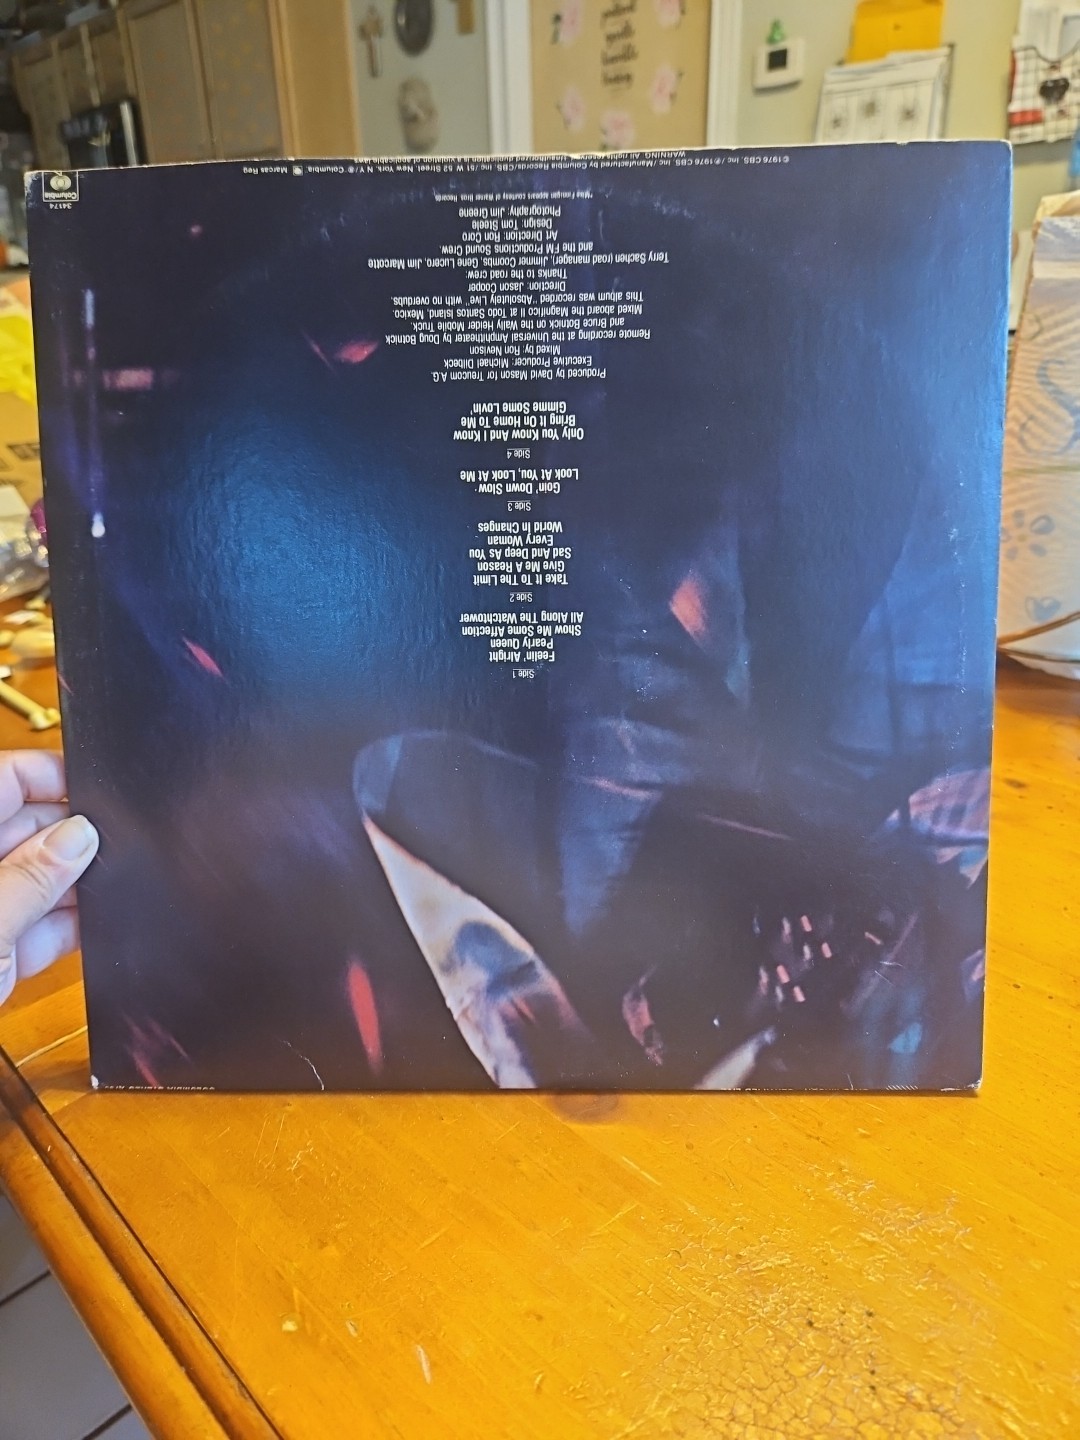 Side 1
Feelin' Alright
Pearly Queen
Show Me Some Affection
All Along The Watchtower
Side 2
Take It To The Limit
Give Me A Reason
Sad And Deep As You
Every Woman
World In Changes
Side 3
Goin' Down Slow
Look At You, Look At Me
Side 4
Only You Know And I Know
Bring It On Home To Me
Gimme Some Lovin'
Produced by David Mason for Treucom A.G.
Executive Producer: Michael Dilbeck
Mixed by: Ron Nevison
Remote recording at the Universal Amphitheater by Doug Botnick
and Bruce Botnick on the Wally Heider Mobile Truck.
Mixed aboard the Magnifico II at Todo Santos Island, Mexico.
This album was recorded "Absolutely Live" with no overdubs.
Direction: Jason Cooper
Thanks to the road crew:
Terry Sachen (road manager), Jimmer Coombs, Gene Lucero, Jim Marcotte
and the FM Productions Sound Crew.
Art Direction: Ron Coro
Design: Tom Steele
Photography: Jim Greene
*Mike Finnigan appears courtesy of Warner Bros. Records
34174
Columbia
©1976 CBS, Inc./℗ 1976 CBS, Inc./Manufactured by Columbia Records/CBS, Inc./51 W. 52 Street, New York, N.Y./® "Columbia," Marcas Reg
WARNING: All rights reserved. Unauthorized duplication is a violation of applicable laws.